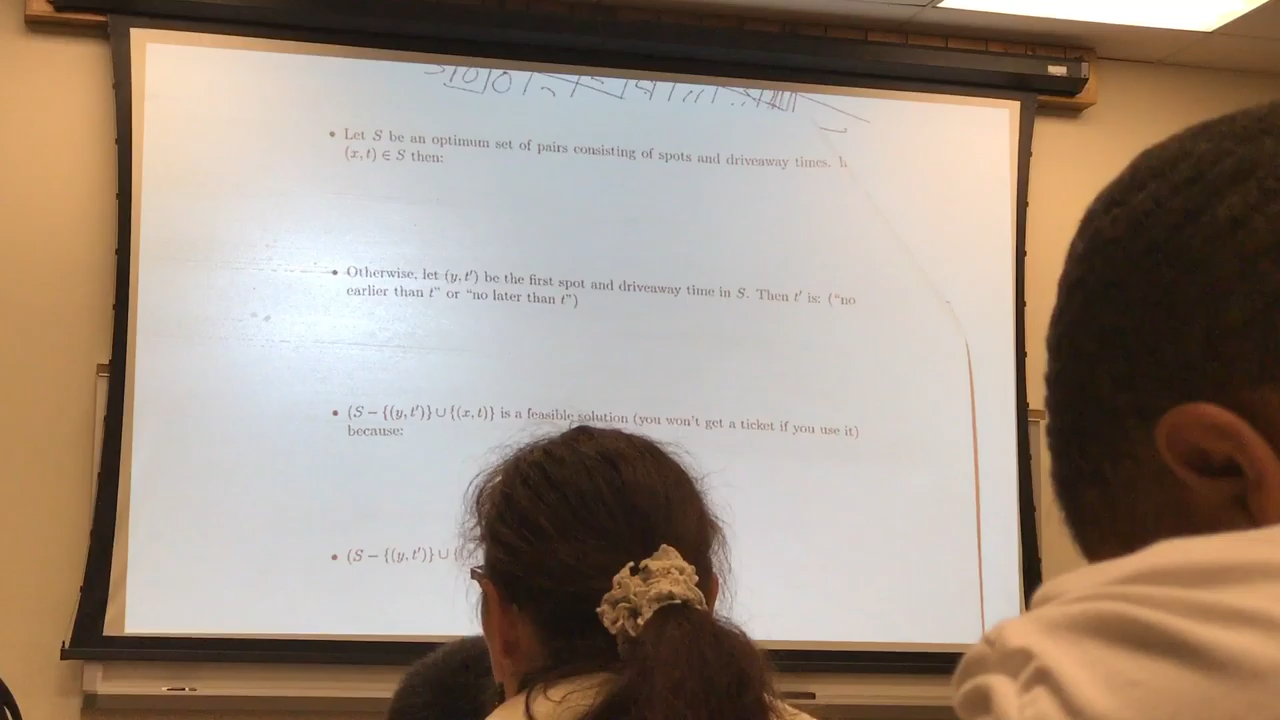 • Let S be an optimum set of pairs consisting of spots and driveaway times.
(x, t) ∈ S then:
• Otherwise, let (y, t′) be the first spot and driveaway time in S. Then t′ is: ("no
earlier than t" or "no later than t")
• (S − {(y, t′)} ∪ {(x, t)} is a feasible solution (you won't get a ticket if you use it)
because:
• (S − {(y, t′)} ∪ {(